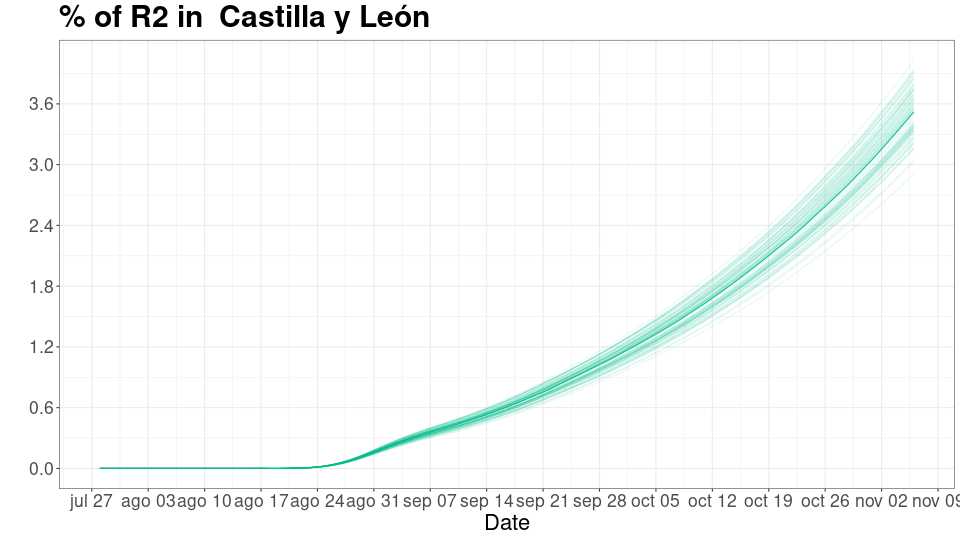 % of R2 in Castilla y León
3.6
3.0
2.4
1.8
1.2
0.6
0.0
jul 27 ago 03 ago 10 ago 17 ago 24 ago 31 sep 07 sep 14 sep 21 sep 28 oct 05 oct 12 oct 19 oct 26 nov 02 nov 09
Date